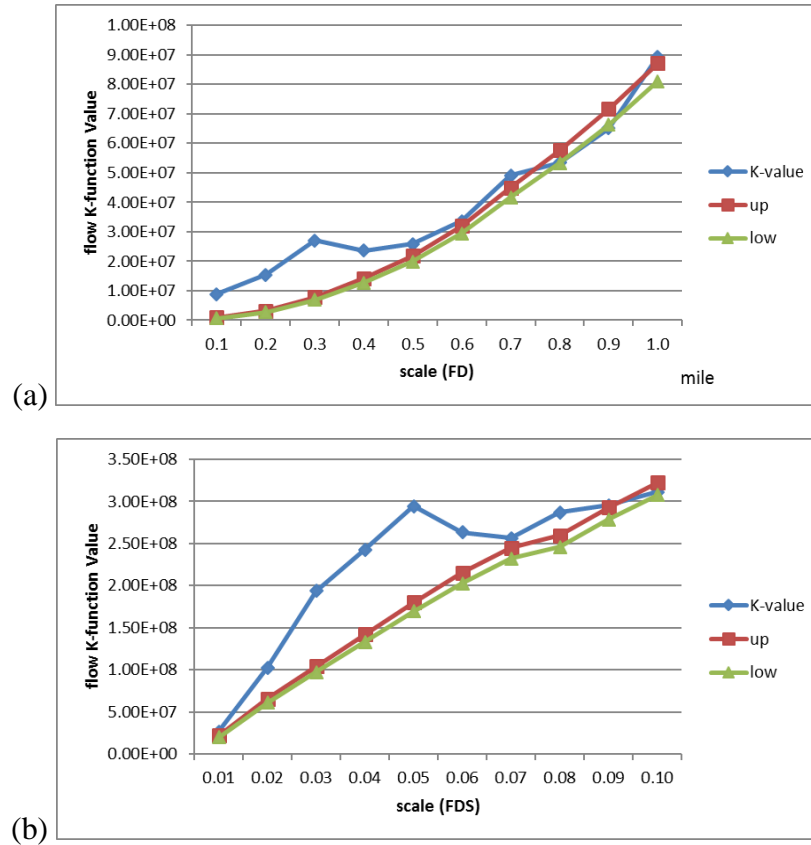 1.00E+08
9.00E+07
8.00E+07
7.00E+07
6.00E+07
5.00E+07
4.00E+07
3.00E+07
2.00E+07
1.00E+07
0.00E+00
flow K-function Value
0.1 0.2 0.3 0.4 0.5 0.6 0.7 0.8 0.9 1.0
scale (FD)
mile
K-value
up
low
(a)
3.50E+08
3.00E+08
2.50E+08
2.00E+08
1.50E+08
1.00E+08
5.00E+07
0.00E+00
flow K-function Value
0.01 0.02 0.03 0.04 0.05 0.06 0.07 0.08 0.09 0.10
scale (FDS)
K-value
up
low
(b)